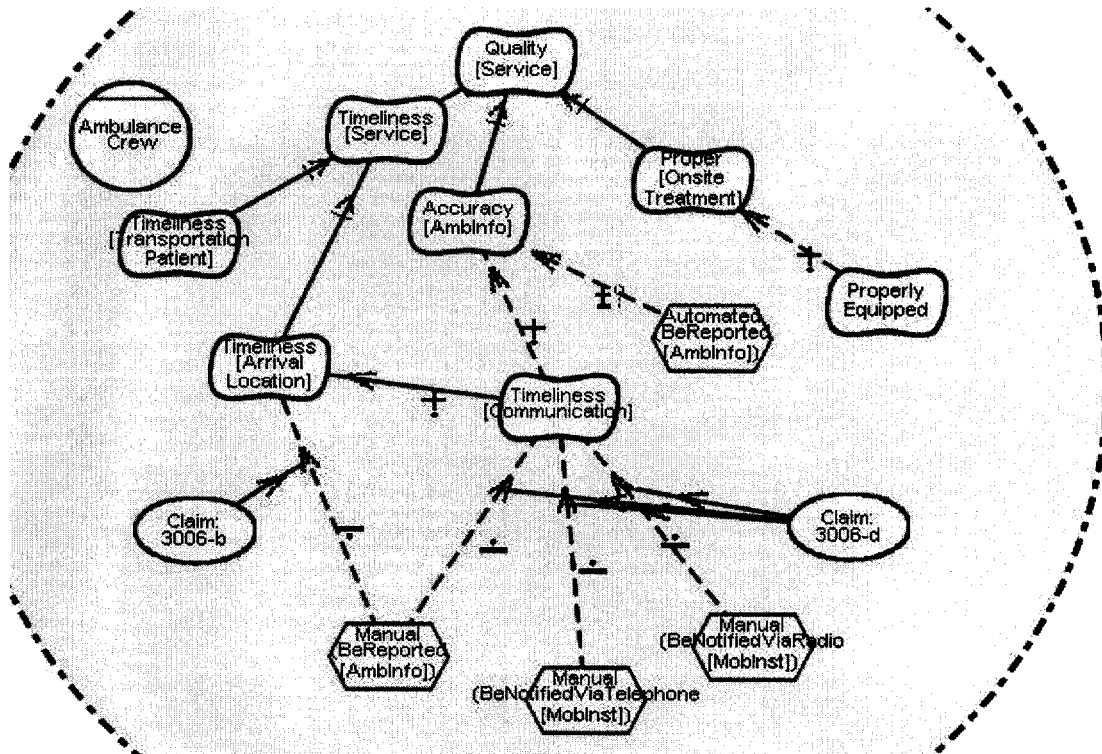 Quality
[Service]
Ambulance
Crew
Timeliness
[Service]
Proper
[Onsite
Treatment]
Timeliness
[Transportation
Patient]
Accuracy
[AmbInfo]
Properly
Equipped
Automated
BeReported
[AmbInfo])
Timeliness
[Arrival
Location]
Timeliness
[Communication]
Claim:
3006-b
Claim:
3006-d
Manual
BeReported
[AmbInfo])
Manual
(BeNotifiedViaTelephone
[MobInst])
Manual
(BeNotifiedViaRadio
[MobInst])